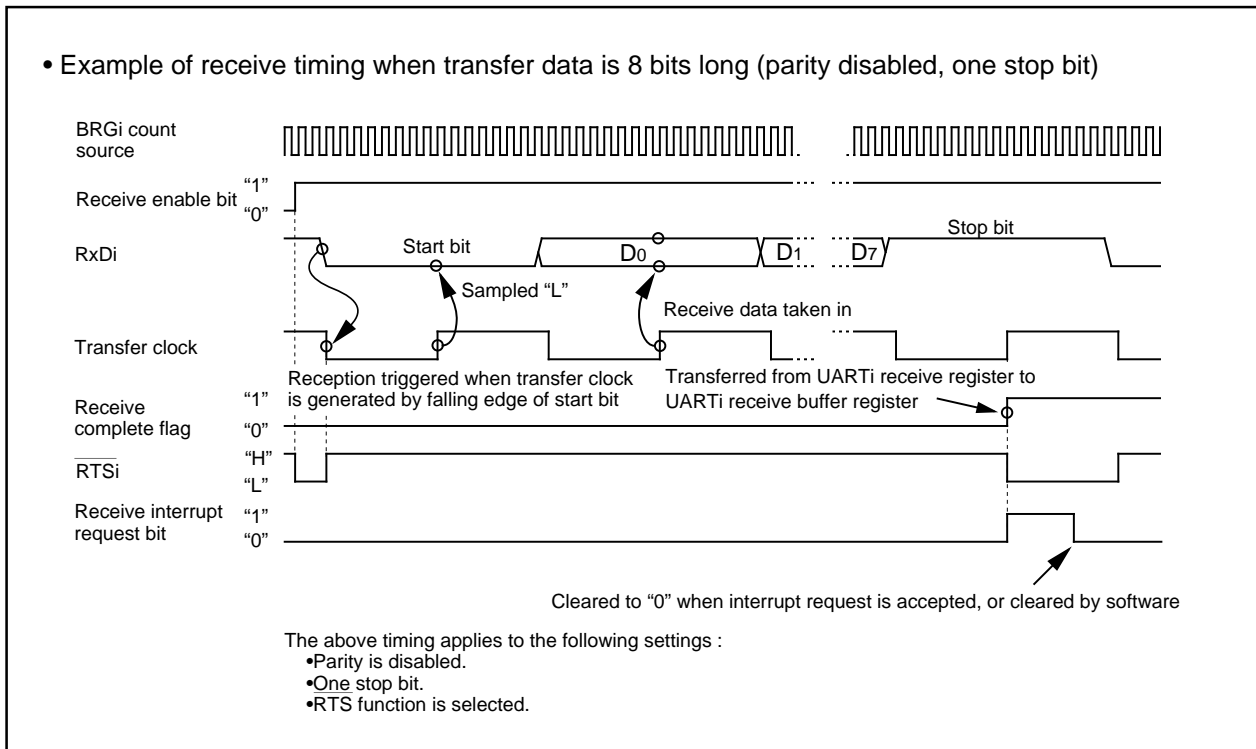 • Example of receive timing when transfer data is 8 bits long (parity disabled, one stop bit)
BRGi count
source
Receive enable bit
“1”
“0”
RxDi
Start bit
D0
D1
D7
Stop bit
Sampled “L”
Receive data taken in
Transfer clock
Reception triggered when transfer clock
is generated by falling edge of start bit
Transferred from UARTi receive register to
UARTi receive buffer register
Receive
complete flag
“1”
“0”
RTSi
“H”
“L”
Receive interrupt
request bit
“1”
“0”
Cleared to “0” when interrupt request is accepted, or cleared by software
The above timing applies to the following settings :
•Parity is disabled.
•One stop bit.
•RTS function is selected.